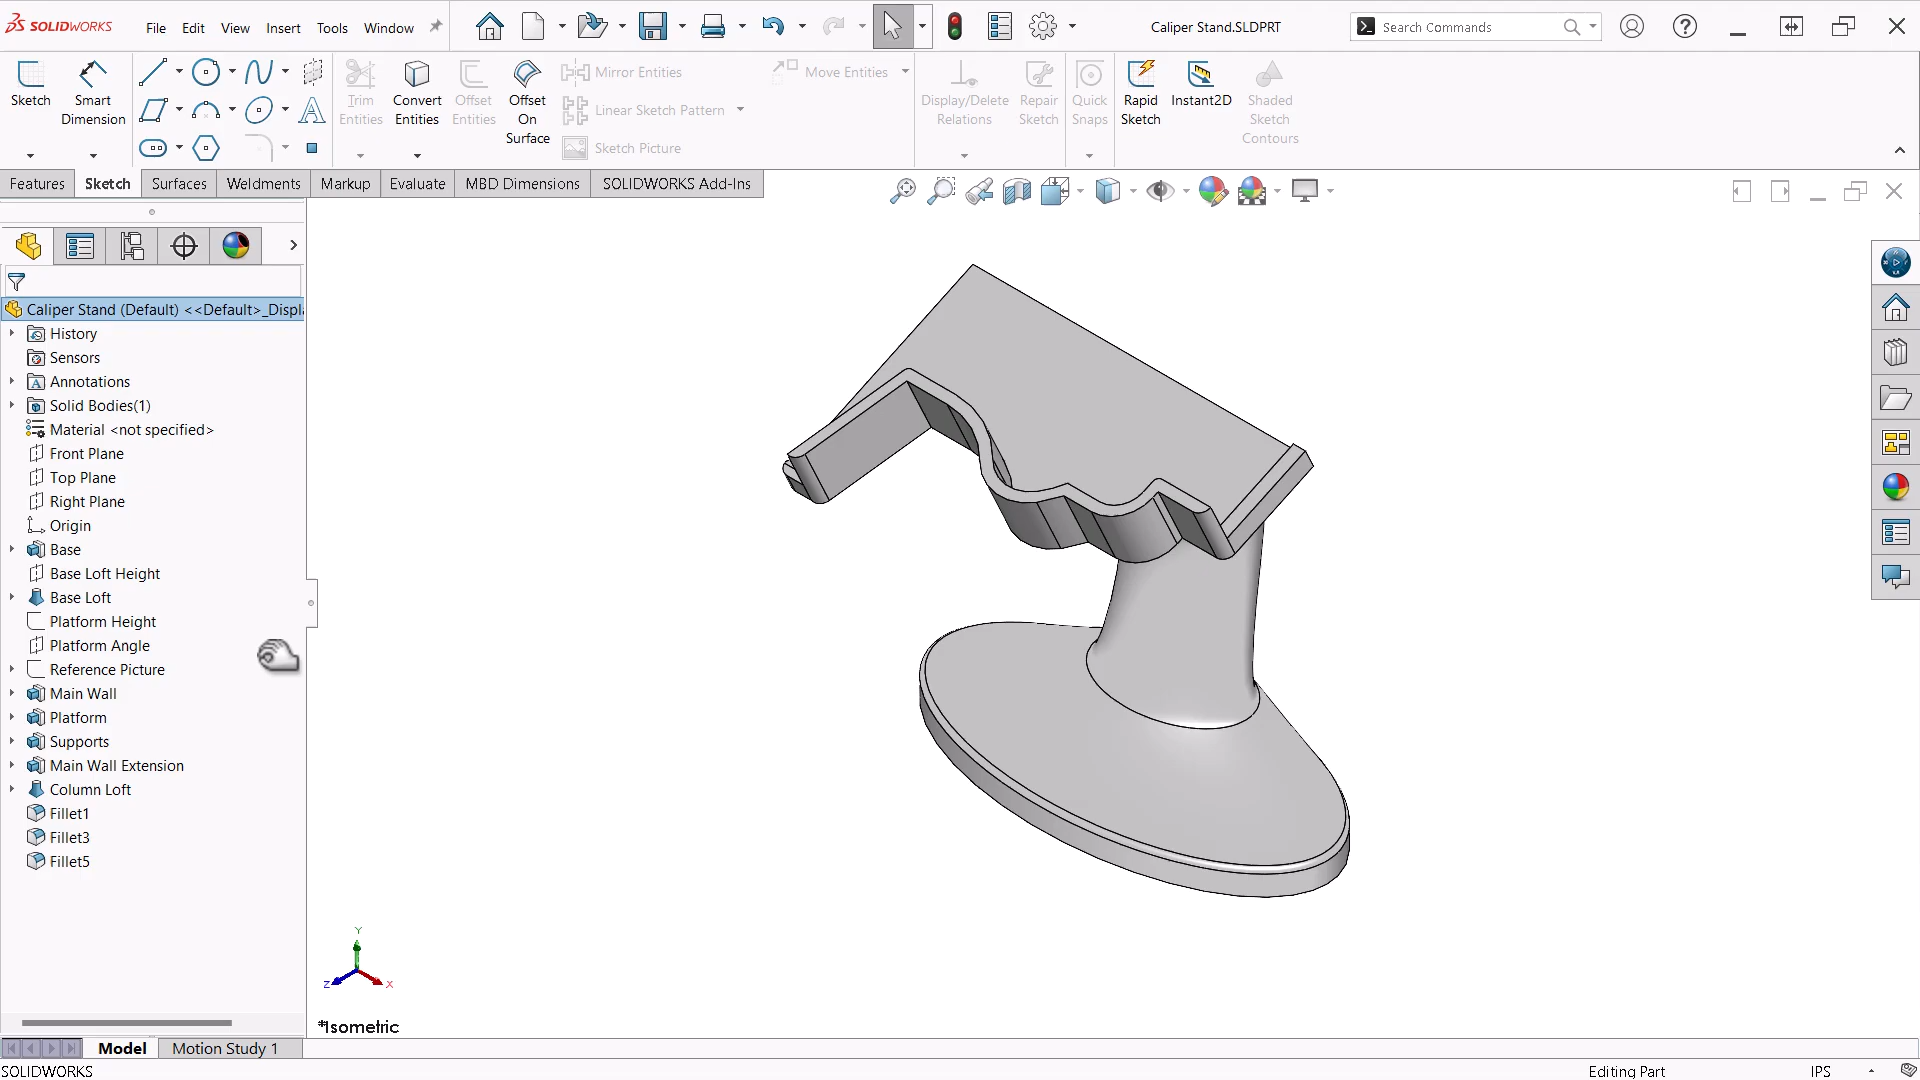 SOLIDWORKS
File Edit View Insert Tools Window
Caliper Stand.SLDPRT
Search Commands
Sketch
Smart
Dimension
Trim
Entities
Convert
Entities
Offset
Entities
Offset
On
Surface
Mirror Entities
Linear Sketch Pattern
Sketch Picture
Move Entities
Display/Delete
Relations
Repair
Sketch
Quick
Snaps
Rapid
Sketch
Instant2D
Shaded
Sketch
Contours
Features Sketch Surfaces Weldments Markup Evaluate MBD Dimensions SOLIDWORKS Add-Ins
Caliper Stand (Default) <<Default>_Displ
History
Sensors
Annotations
Solid Bodies(1)
Material <not specified>
Front Plane
Top Plane
Right Plane
Origin
Base
Base Loft Height
Base Loft
Platform Height
Platform Angle
Reference Picture
Main Wall
Platform
Supports
Main Wall Extension
Column Loft
Fillet1
Fillet3
Fillet5
Y
Z
X
*Isometric
Model Motion Study 1
SOLIDWORKS
Editing Part
IPS